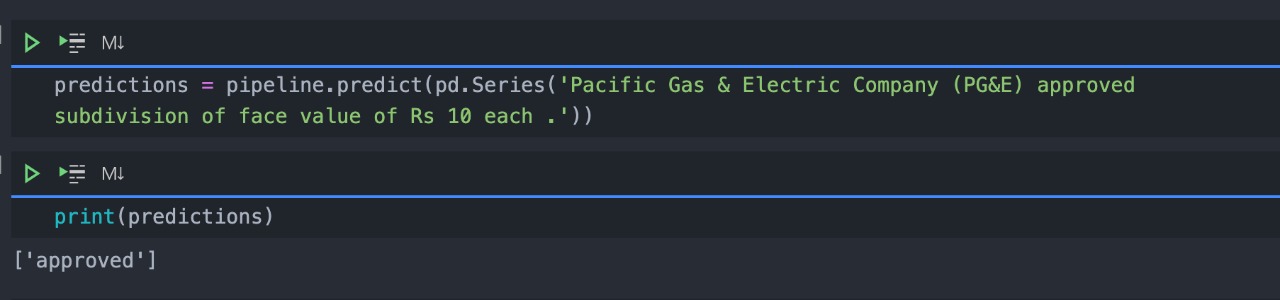 M↓
predictions = pipeline.predict(pd.Series('Pacific Gas & Electric Company (PG&E) approved
subdivision of face value of Rs 10 each .'))
M↓
print(predictions)
['approved']